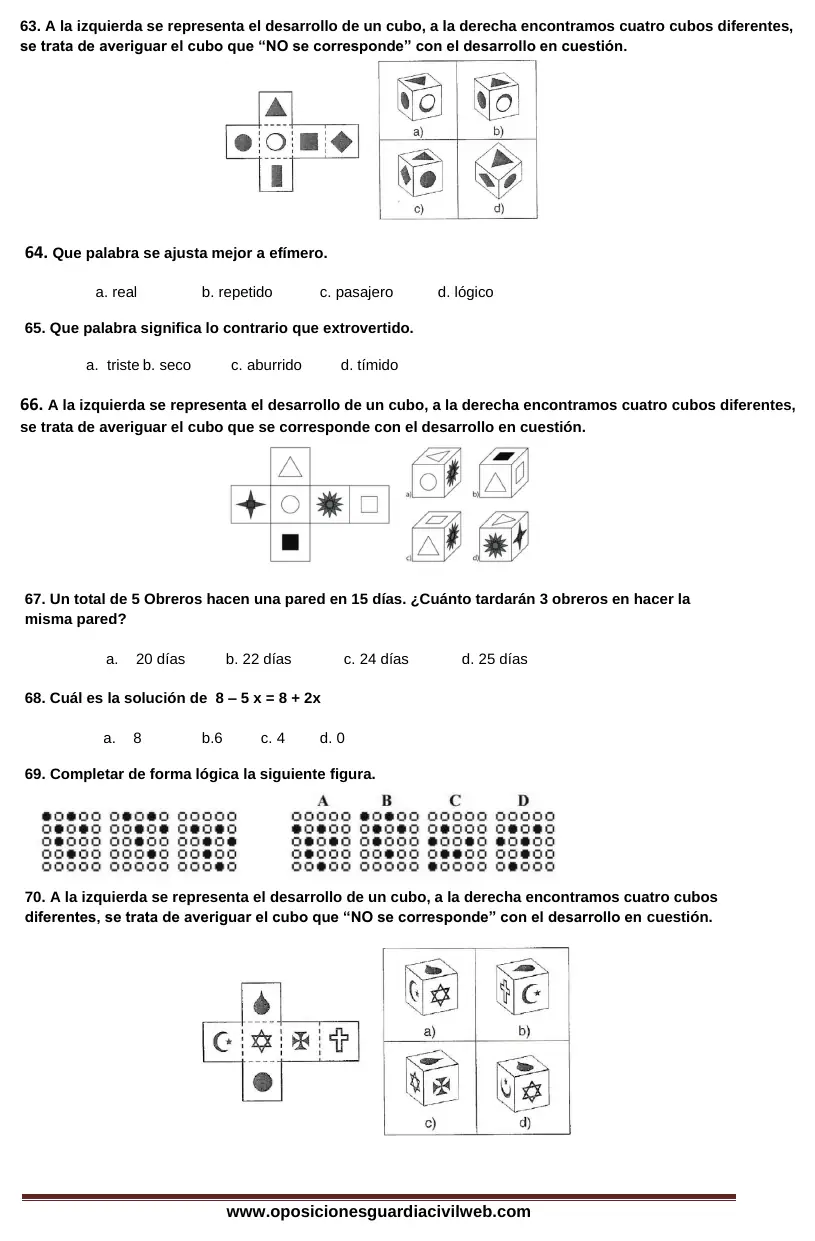 63. A la izquierda se representa el desarrollo de un cubo, a la derecha encontramos cuatro cubos diferentes,
se trata de averiguar el cubo que “NO se corresponde” con el desarrollo en cuestión.
a) b)
c) d)
64. Que palabra se ajusta mejor a efímero.
a. real b. repetido c. pasajero d. lógico
65. Que palabra significa lo contrario que extrovertido.
a. triste b. seco c. aburrido d. tímido
66. A la izquierda se representa el desarrollo de un cubo, a la derecha encontramos cuatro cubos diferentes,
se trata de averiguar el cubo que se corresponde con el desarrollo en cuestión.
a) b)
c) d)
67. Un total de 5 Obreros hacen una pared en 15 días. ¿Cuánto tardarán 3 obreros en hacer la
misma pared?
a. 20 días b. 22 días c. 24 días d. 25 días
68. Cuál es la solución de 8 – 5 x = 8 + 2x
a. 8 b.6 c. 4 d. 0
69. Completar de forma lógica la siguiente figura.
A B C D
70. A la izquierda se representa el desarrollo de un cubo, a la derecha encontramos cuatro cubos
diferentes, se trata de averiguar el cubo que “NO se corresponde” con el desarrollo en cuestión.
a) b)
c) d)
www.oposicionesguardiacivilweb.com